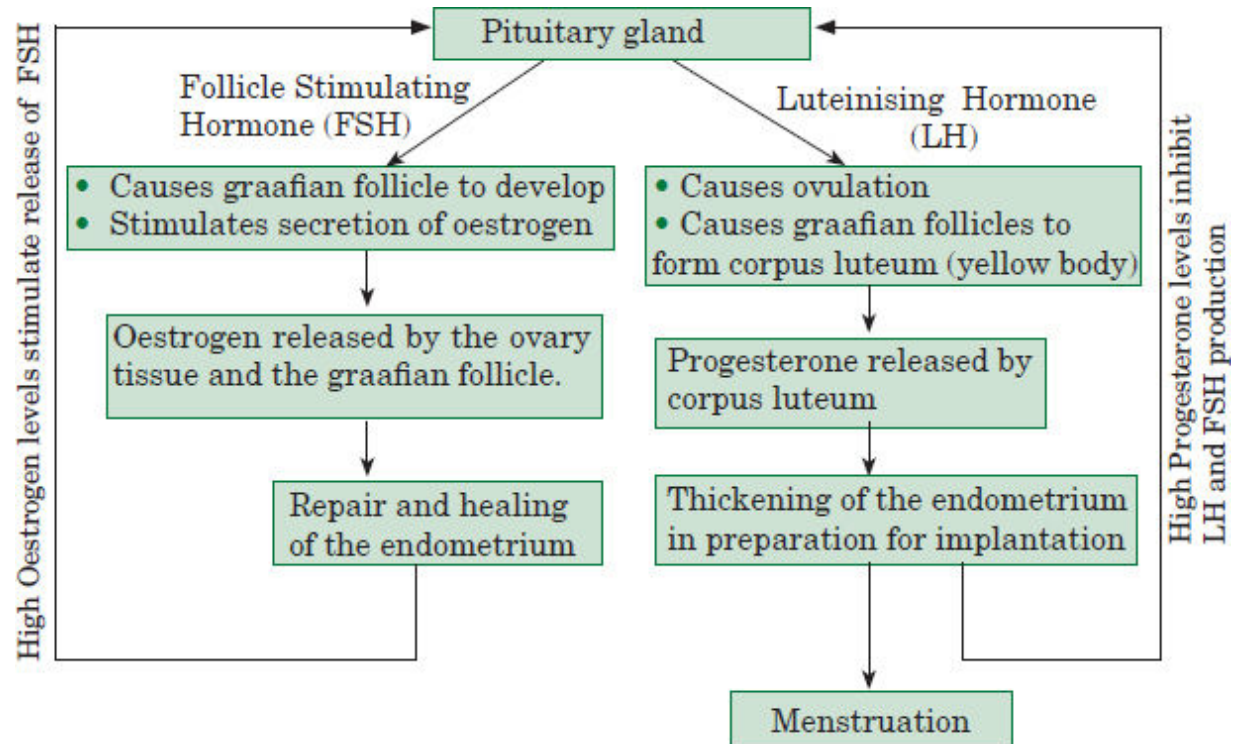 Pituitary gland
Follicle Stimulating
Hormone (FSH)
Luteinising Hormone
(LH)
• Causes graafian follicle to develop
• Stimulates secretion of oestrogen
• Causes ovulation
• Causes graafian follicles to
form corpus luteum (yellow body)
Oestrogen released by the ovary
tissue and the graafian follicle.
Progesterone released by
corpus luteum
Repair and healing
of the endometrium
Thickening of the endometrium
in preparation for implantation
Menstruation
High Oestrogen levels stimulate release of FSH
High Progesterone levels inhibit
LH and FSH production